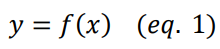 y = f(x)   (eq. 1)